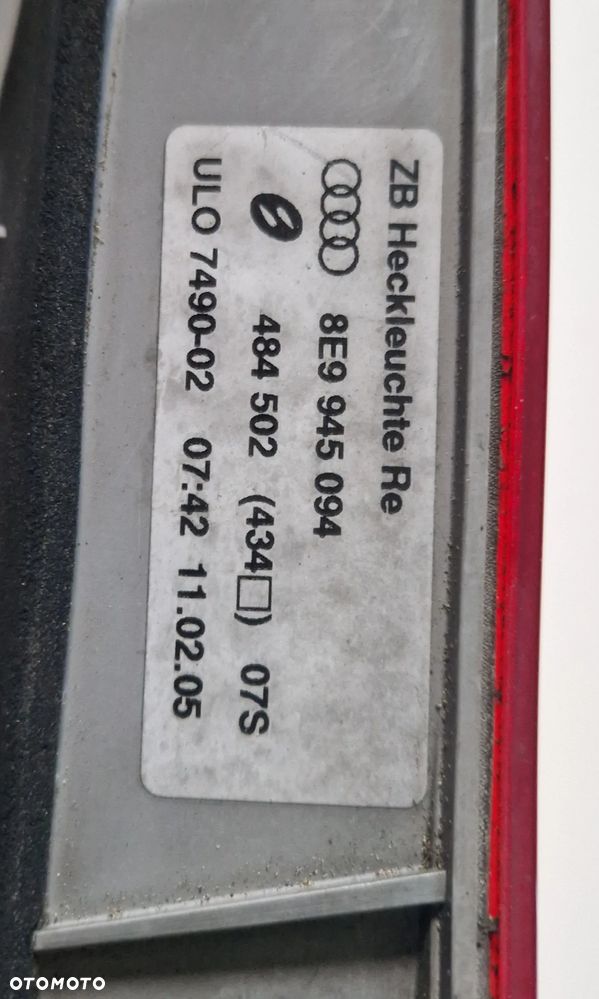 ZB Heckleuchte Re
8E9 945 094
484 502 (434□) 07S
ULO 7490-02 07:42 11.02.05
OTOMOTO